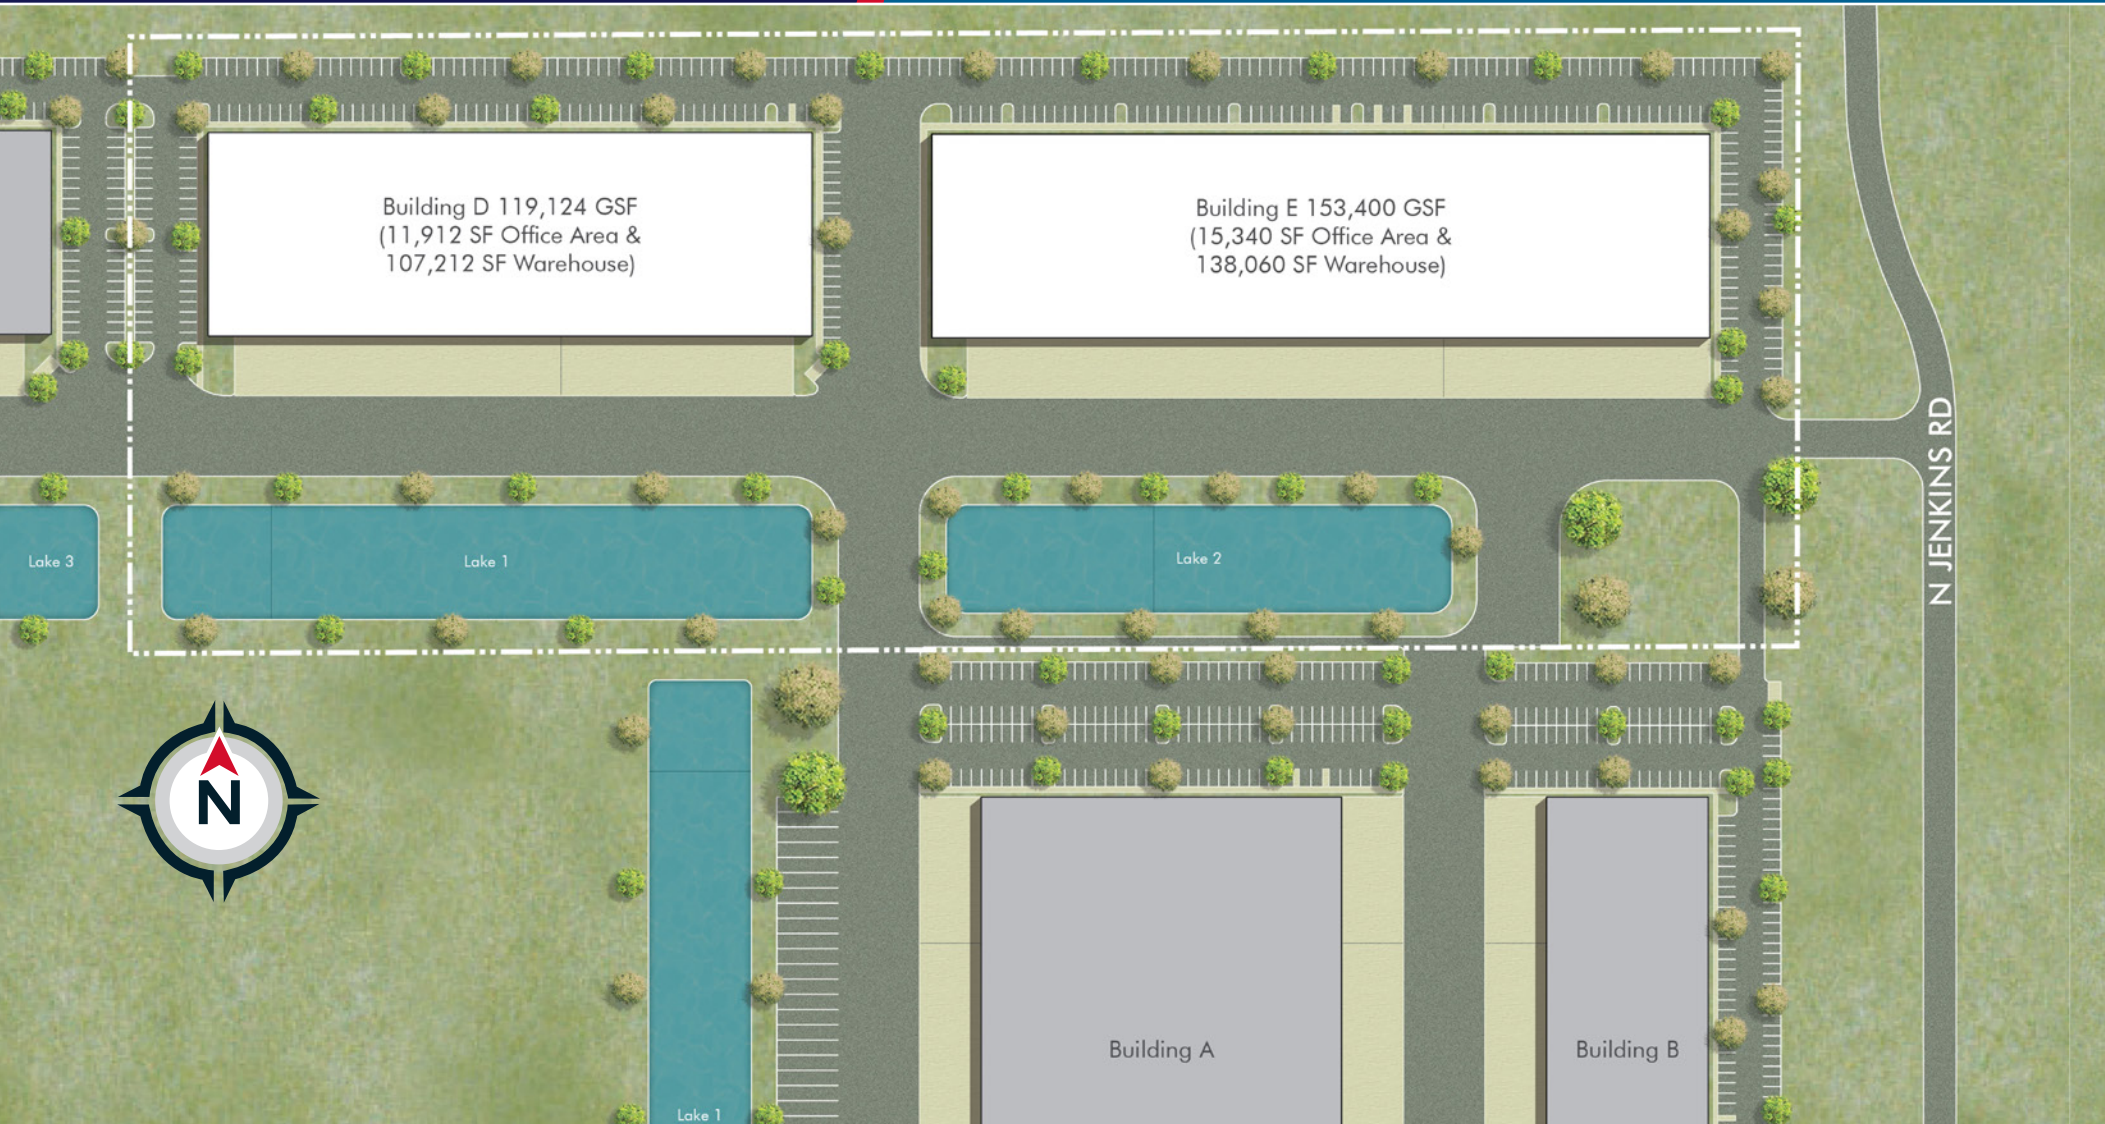 Building D 119,124 GSF
(11,912 SF Office Area &
107,212 SF Warehouse)
Building E 153,400 GSF
(15,340 SF Office Area &
138,060 SF Warehouse)
N JENKINS RD
Lake 3
Lake 1
Lake 2
N
Building A
Building B
Lake 1